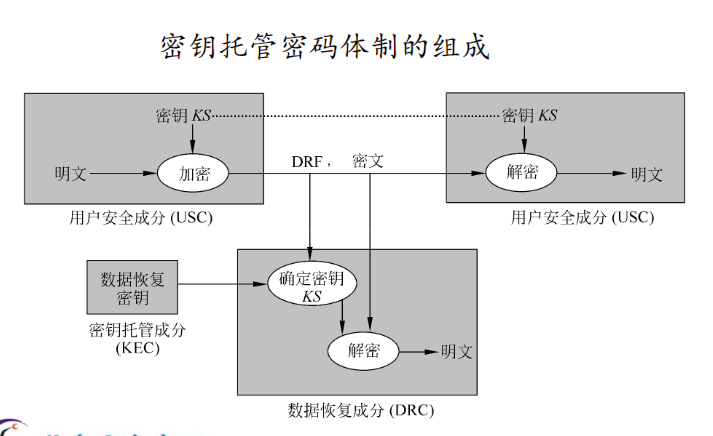 密钥托管密码体制的组成
密钥 KS
密钥 KS
明文
加密
DRF， 密文
解密
明文
用户安全成分 (USC)
用户安全成分 (USC)
数据恢复
密钥
确定密钥
KS
密钥托管成分
(KEC)
解密
明文
数据恢复成分 (DRC)